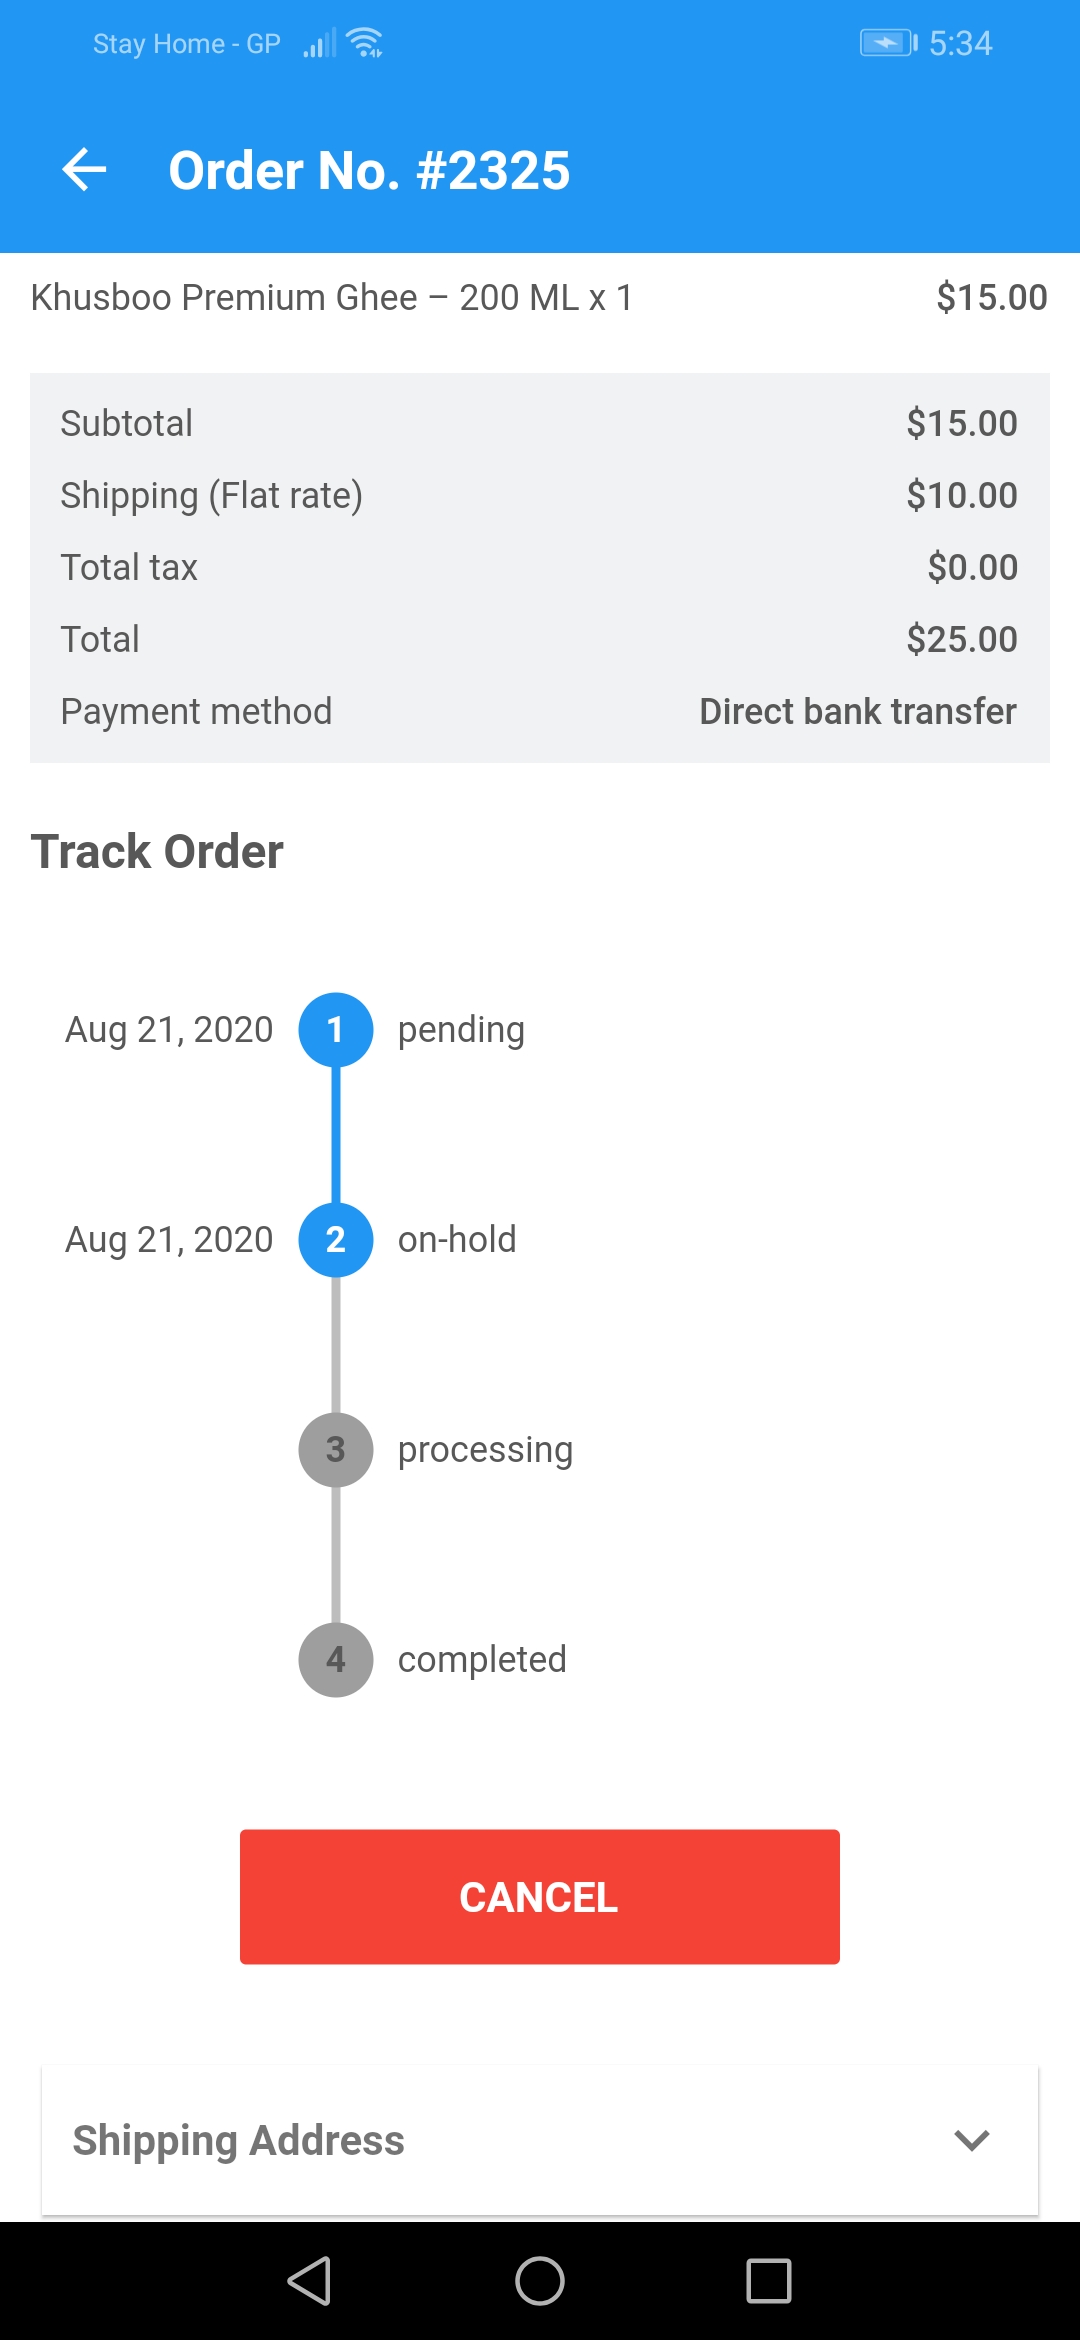 Stay Home - GP 5:34
Order No. #2325
Khusboo Premium Ghee – 200 ML x 1 $15.00
Subtotal $15.00
Shipping (Flat rate) $10.00
Total tax $0.00
Total $25.00
Payment method Direct bank transfer
Track Order
Aug 21, 2020 1 pending
Aug 21, 2020 2 on-hold
3 processing
4 completed
CANCEL
Shipping Address